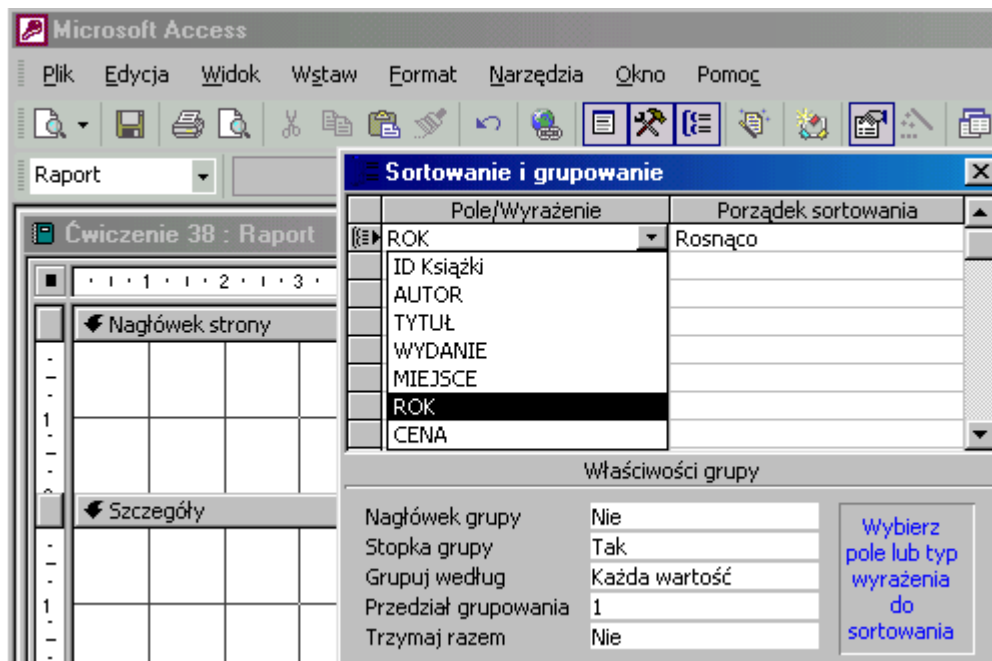 Microsoft Access
Plik Edycja Widok Wstaw Format Narzędzia Okno Pomoc
Raport
Sortowanie i grupowanie
Pole/Wyrażenie Porządek sortowania
Ćwiczenie 38 : Raport
ROK Rosnąco
ID Książki
1 2 3
AUTOR
Nagłówek strony
TYTUŁ
WYDANIE
MIEJSCE
ROK
1
CENA
Właściwości grupy
Szczegóły
Nagłówek grupy Nie
Stopka grupy Tak
Grupuj według Każda wartość
Przedział grupowania 1
Trzymaj razem Nie
1
Wybierz
pole lub typ
wyrażenia
do
sortowania